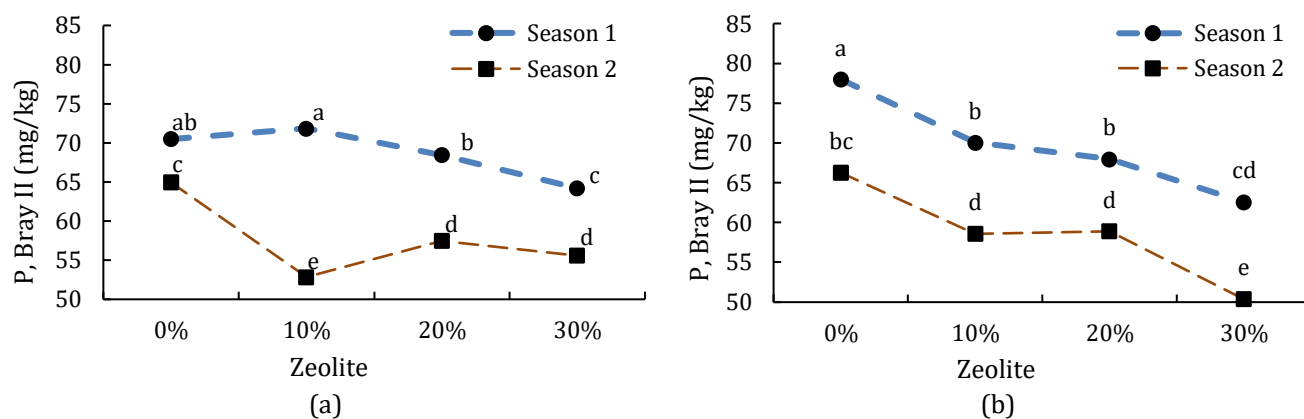 P, Bray II (mg/kg)
85
80
75
70
65
60
55
50
Season 1
Season 2
ab
a
b
c
c
e
d
d
0%
10%
20%
30%
Zeolite
(a)
P, Bray II (mg/kg)
85
80
75
70
65
60
55
50
Season 1
Season 2
a
b
b
cd
bc
d
d
e
0%
10%
20%
30%
Zeolite
(b)